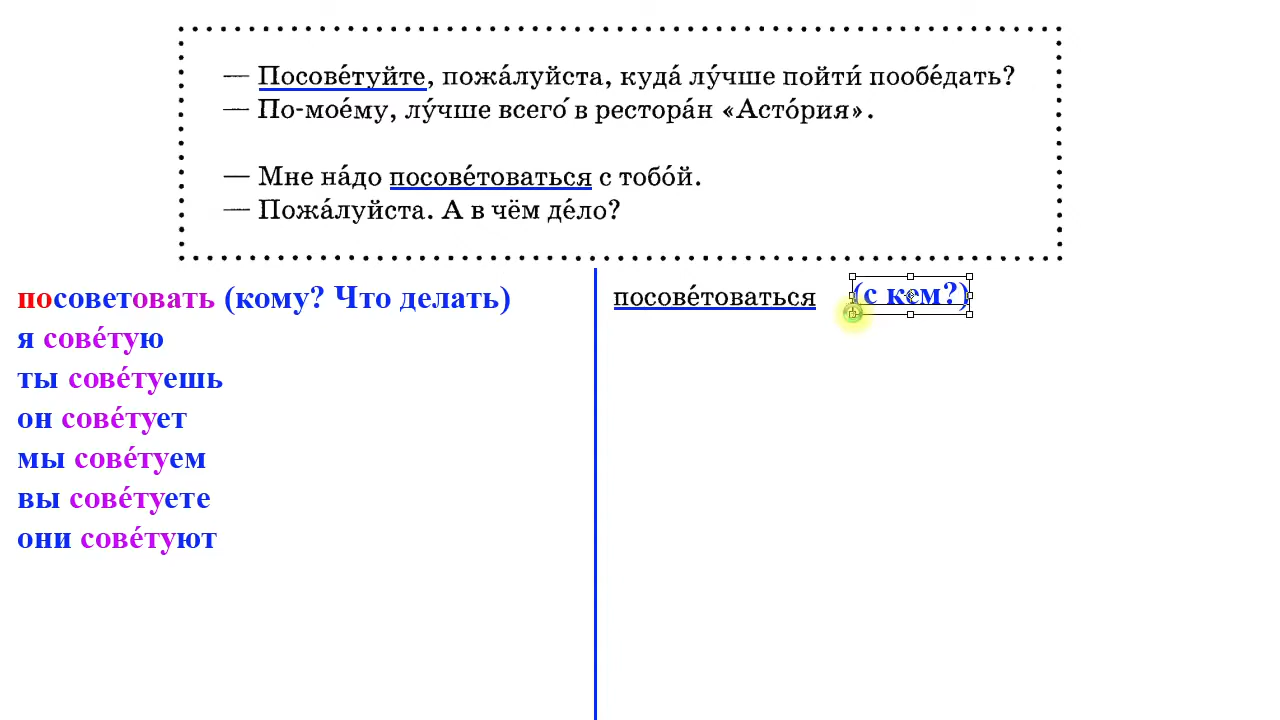 — Посове́туйте, пожа́луйста, куда́ лу́чше пойти́ пообе́дать?
— По-мое́му, лу́чше всего́ в рестора́н «Асто́рия».
— Мне на́до посове́товаться с тобо́й.
— Пожа́луйста. А в чём де́ло?
посоветовать (кому? Что делать)
я сове́тую
ты сове́туешь
он сове́тует
мы сове́туем
вы сове́туете
они сове́туют
посове́товаться (с кем?)